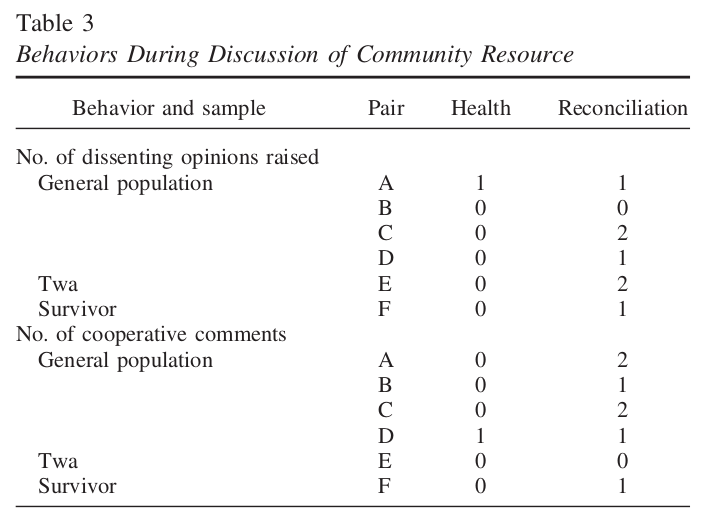 Table 3
Behaviors During Discussion of Community Resource
Behavior and sample Pair Health Reconciliation
No. of dissenting opinions raised
General population A 1 1
B 0 0
C 0 2
D 0 1
Twa E 0 2
Survivor F 0 1
No. of cooperative comments
General population A 0 2
B 0 1
C 0 2
D 1 1
Twa E 0 0
Survivor F 0 1